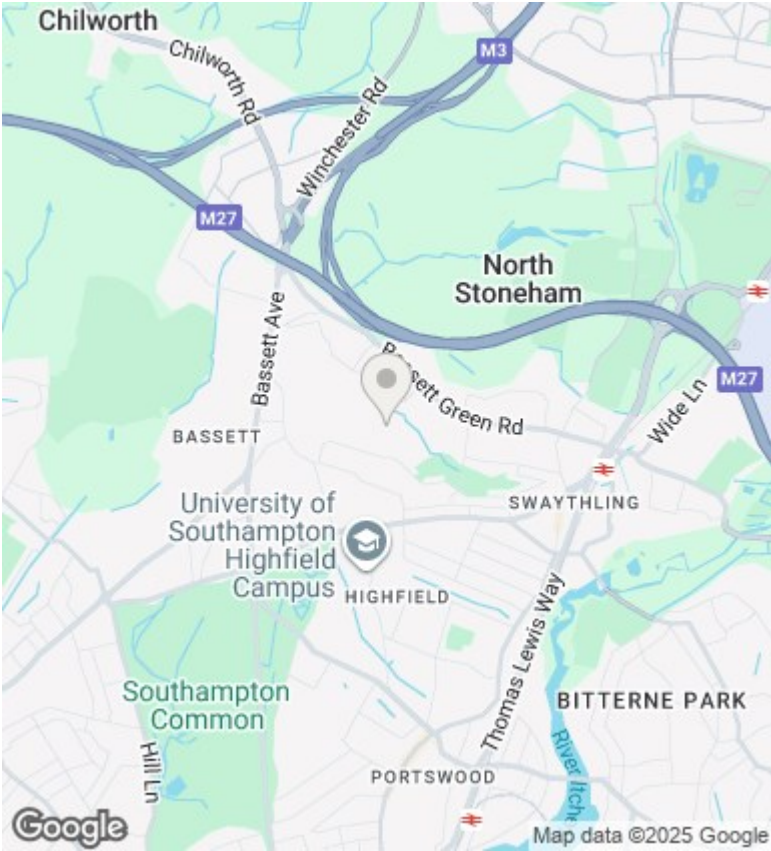 Chilworth
Chilworth Rd
M3
Winchester Rd
M27
North
Stoneham
Bassett Ave
Bassett Green Rd
M27
Wide Ln
BASSETT
SWAYTHLING
University of
Southampton
Highfield
Campus
HIGHFIELD
Thomas Lewis Way
Southampton
Common
BITTERNE PARK
Hill Ln
River Itche
PORTSWOOD
Google
Map data ©2025 Google